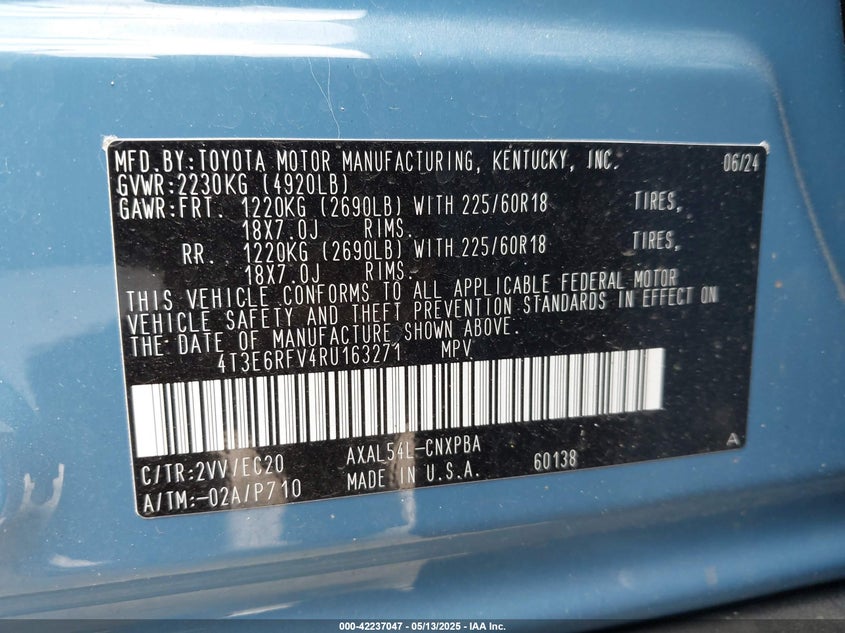 MFD.BY:TOYOTA MOTOR MANUFACTURING, KENTUCKY, INC. 06/24
GVWR:2230KG (4920LB)
GAWR:FRT. 1220KG (2690LB) WITH 225/60R18 TIRES,
18X7.0J RIMS.
RR. 1220KG (2690LB) WITH 225/60R18 TIRES,
18X7.0J RIMS.
THIS VEHICLE CONFORMS TO ALL APPLICABLE FEDERAL MOTOR
VEHICLE SAFETY AND THEFT PREVENTION STANDARDS IN EFFECT ON
THE DATE OF MANUFACTURE SHOWN ABOVE.
4T3E6RFV4RU163271 MPV
C/TR:2VV/EC20 AXAL54L-CNXPBA A
A/TM:-02A/P710 MADE IN U.S.A. 60138
000-42237047 - 05/13/2025 - IAA Inc.